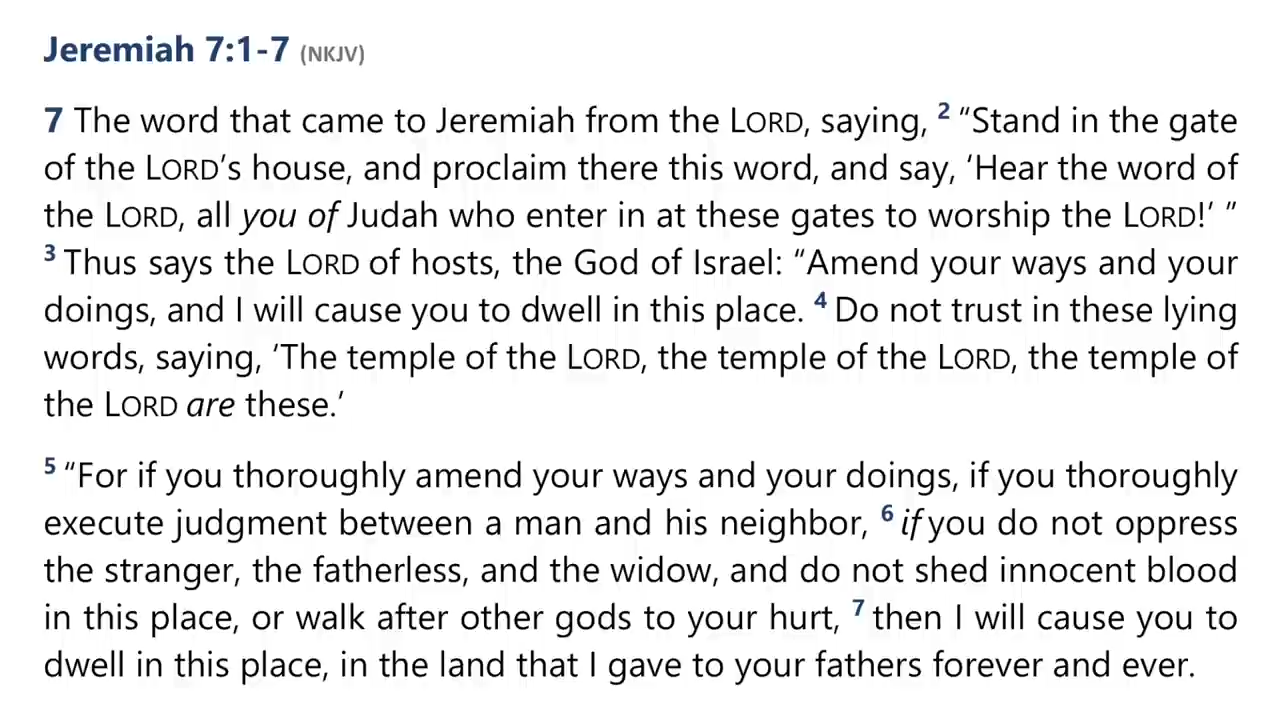 Jeremiah 7:1-7 (NKJV)
7 The word that came to Jeremiah from the LORD, saying, 2 “Stand in the gate
of the LORD’s house, and proclaim there this word, and say, ‘Hear the word of
the LORD, all you of Judah who enter in at these gates to worship the LORD!’ ”
3 Thus says the LORD of hosts, the God of Israel: “Amend your ways and your
doings, and I will cause you to dwell in this place. 4 Do not trust in these lying
words, saying, ‘The temple of the LORD, the temple of the LORD, the temple of
the LORD are these.’
5 “For if you thoroughly amend your ways and your doings, if you thoroughly
execute judgment between a man and his neighbor, 6 if you do not oppress
the stranger, the fatherless, and the widow, and do not shed innocent blood
in this place, or walk after other gods to your hurt, 7 then I will cause you to
dwell in this place, in the land that I gave to your fathers forever and ever.